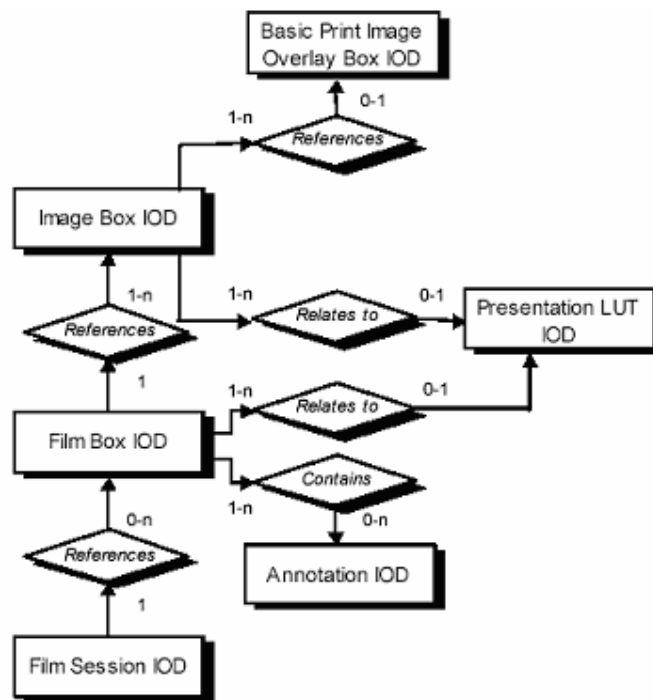 Basic Print Image
Overlay Box IOD
0-1
1-n
References
Image Box IOD
1-n
1-n
0-1
References
Relates to
Presentation LUT
IOD
1
1-n
0-1
Relates to
Film Box IOD
Contains
1-n
0-n
0-n
References
Annotation IOD
1
Film Session IOD